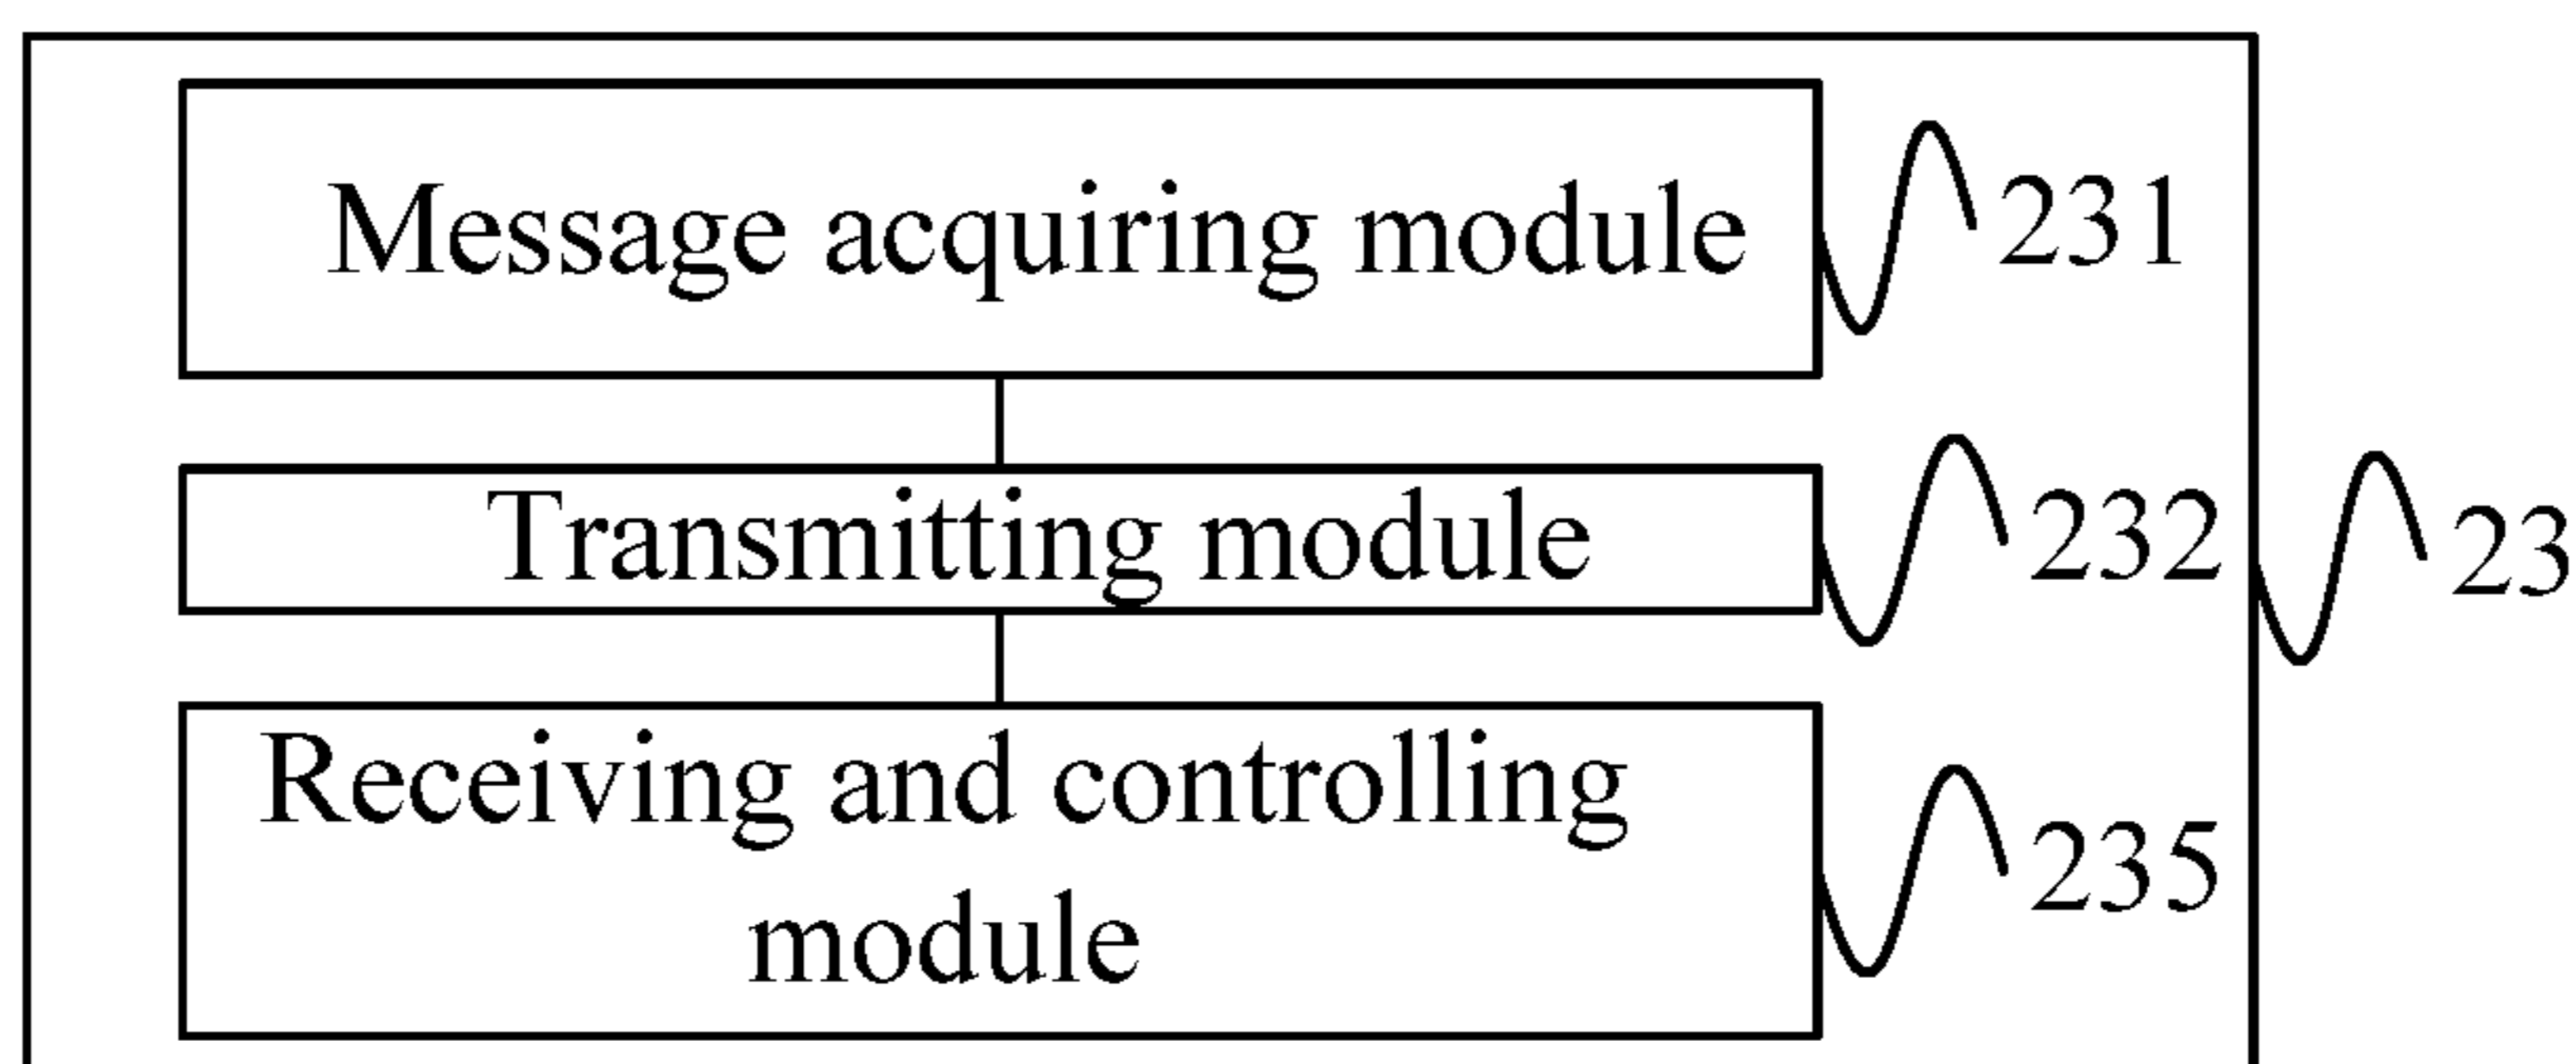 Message acquiring module
231
Transmitting module
232
23
Receiving and controlling
module
235